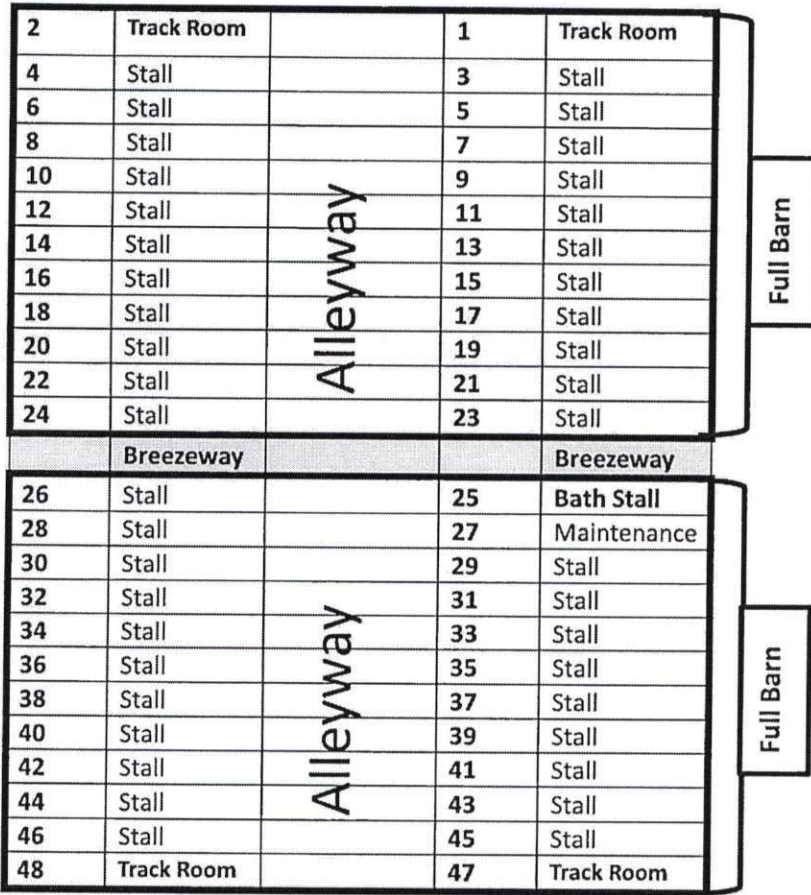 2 Track Room 1 Track Room
4 Stall 3 Stall
6 Stall 5 Stall
8 Stall 7 Stall
10 Stall 9 Stall
12 Stall 11 Stall
14 Stall 13 Stall
16 Stall 15 Stall
18 Stall 17 Stall
20 Stall 19 Stall
22 Stall 21 Stall
24 Stall 23 Stall
Alleyway
Full Barn
Breezeway Breezeway
26 Stall 25 Bath Stall
28 Stall 27 Maintenance
30 Stall 29 Stall
32 Stall 31 Stall
34 Stall 33 Stall
36 Stall 35 Stall
38 Stall 37 Stall
40 Stall 39 Stall
42 Stall 41 Stall
44 Stall 43 Stall
46 Stall 45 Stall
48 Track Room 47 Track Room
Alleyway
Full Barn